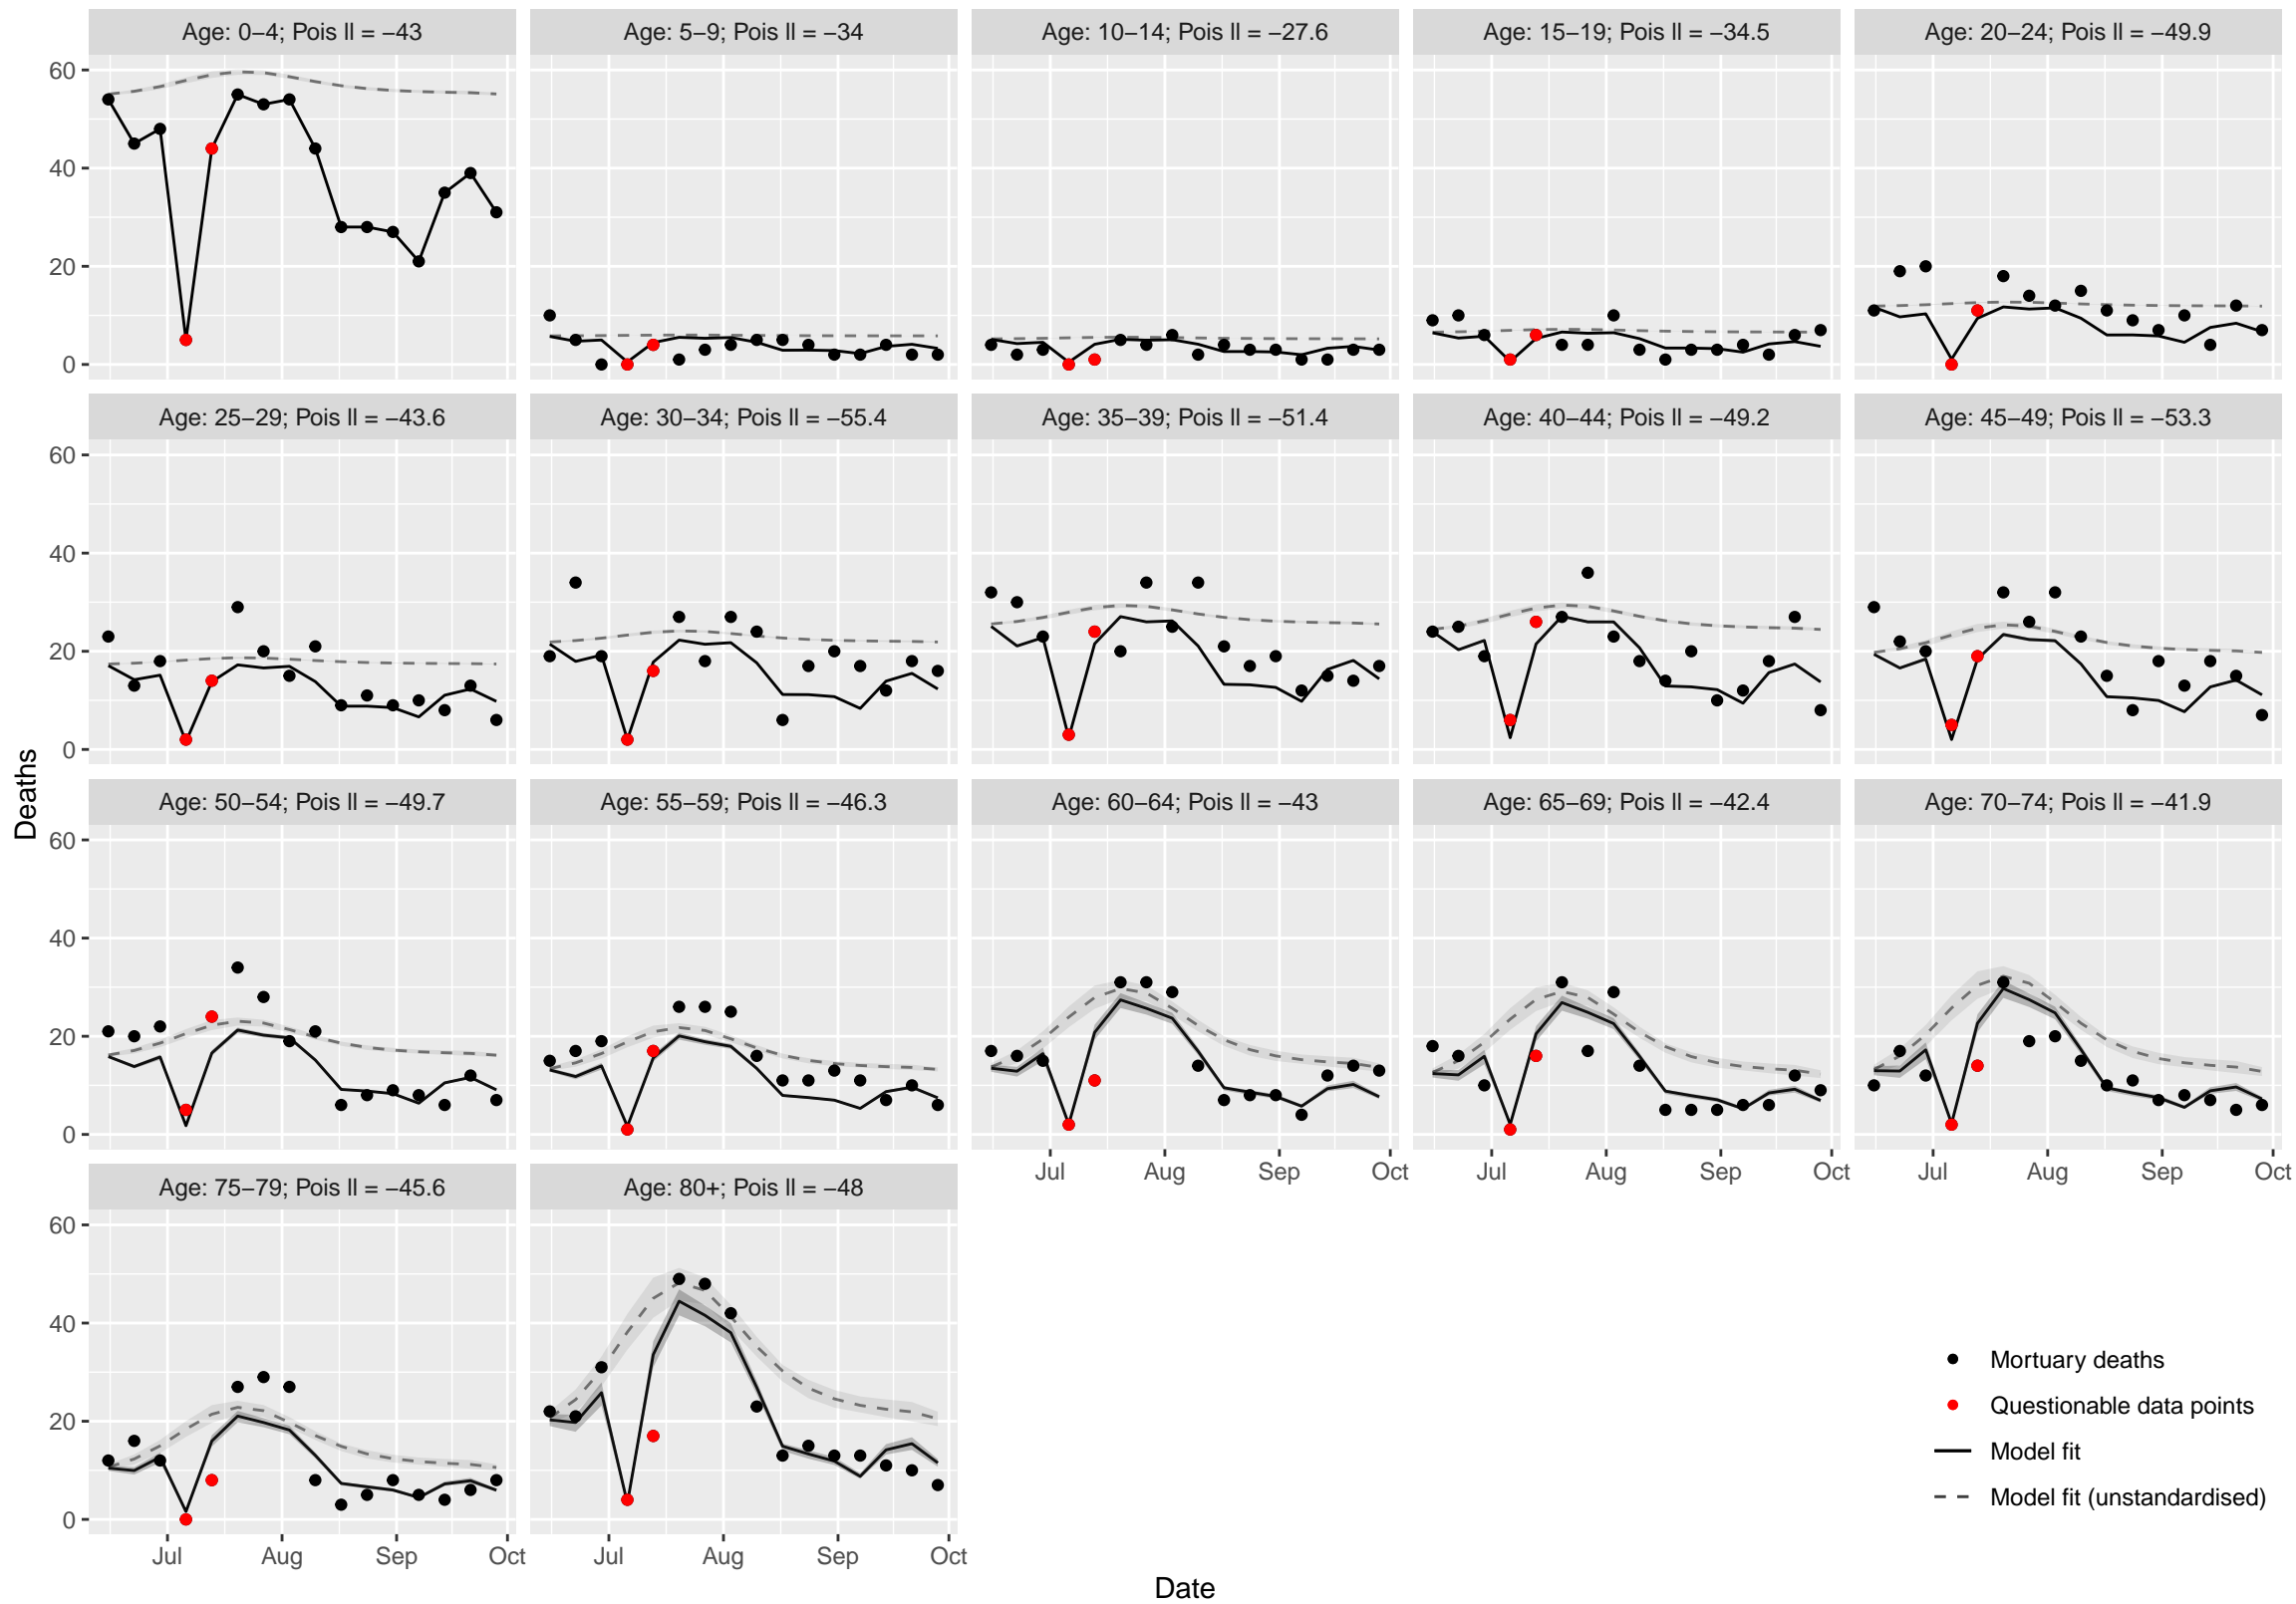 Age: 0−4; Pois ll = −43
Age: 5−9; Pois ll = −34
Age: 10−14; Pois ll = −27.6
Age: 15−19; Pois ll = −34.5
Age: 20−24; Pois ll = −49.9
60
40
20
0
Age: 25−29; Pois ll = −43.6
Age: 30−34; Pois ll = −55.4
Age: 35−39; Pois ll = −51.4
Age: 40−44; Pois ll = −49.2
Age: 45−49; Pois ll = −53.3
60
40
20
0
Deaths
Age: 50−54; Pois ll = −49.7
Age: 55−59; Pois ll = −46.3
Age: 60−64; Pois ll = −43
Age: 65−69; Pois ll = −42.4
Age: 70−74; Pois ll = −41.9
60
40
20
0
Jul Aug Sep Oct
Jul Aug Sep Oct
Jul Aug Sep Oct
Age: 75−79; Pois ll = −45.6
Age: 80+; Pois ll = −48
60
40
20
0
Jul Aug Sep Oct
Jul Aug Sep Oct
Mortuary deaths
Questionable data points
Model fit
Model fit (unstandardised)
Date